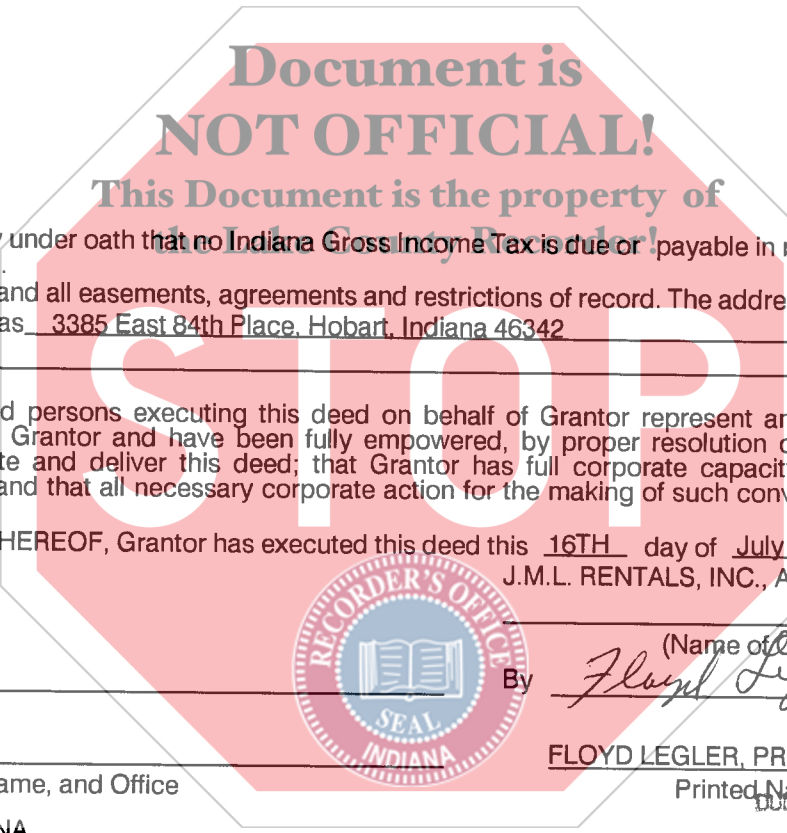 Document is
NOT OFFICIAL!
This Document is the property of
the Lake County Recorder!
under oath that no Indiana Gross Income Tax is due or payable in
and all easements, agreements and restrictions of record. The addre
as 3385 East 84th Place, Hobart, Indiana 46342
STOP
d persons executing this deed on behalf of Grantor represent an
Grantor and have been fully empowered, by proper resolution o
te and deliver this deed; that Grantor has full corporate capacit
and that all necessary corporate action for the making of such conv
HEREOF, Grantor has executed this deed this 16TH day of July
J.M.L. RENTALS, INC., A
(Name of
By Floyd
RECORDER'S OFFICE
SEAL
INDIANA
FLOYD LEGLER, PR
ame, and Office
Printed Na
NA